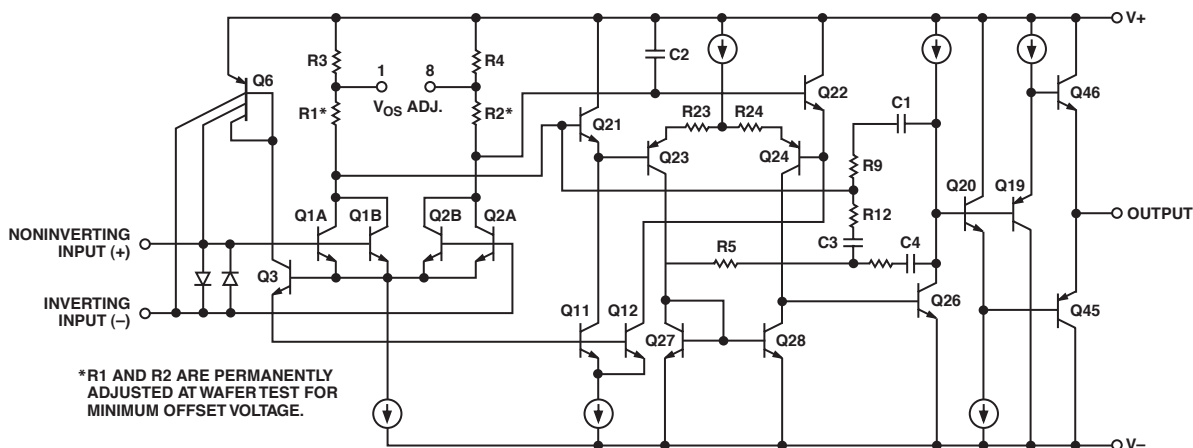 V+
Q6
R3
1
8
R4
C2
Q22
Q46
V_OS ADJ.
R1*
R2*
R23
R24
C1
Q21
Q23
Q24
R9
Q1A
Q1B
Q2B
Q2A
R12
Q20
Q19
OUTPUT
NONINVERTING
INPUT (+)
Q3
R5
C3
C4
INVERTING
INPUT (–)
Q11
Q12
Q27
Q28
Q26
Q45
*R1 AND R2 ARE PERMANENTLY
ADJUSTED AT WAFER TEST FOR
MINIMUM OFFSET VOLTAGE.
V–